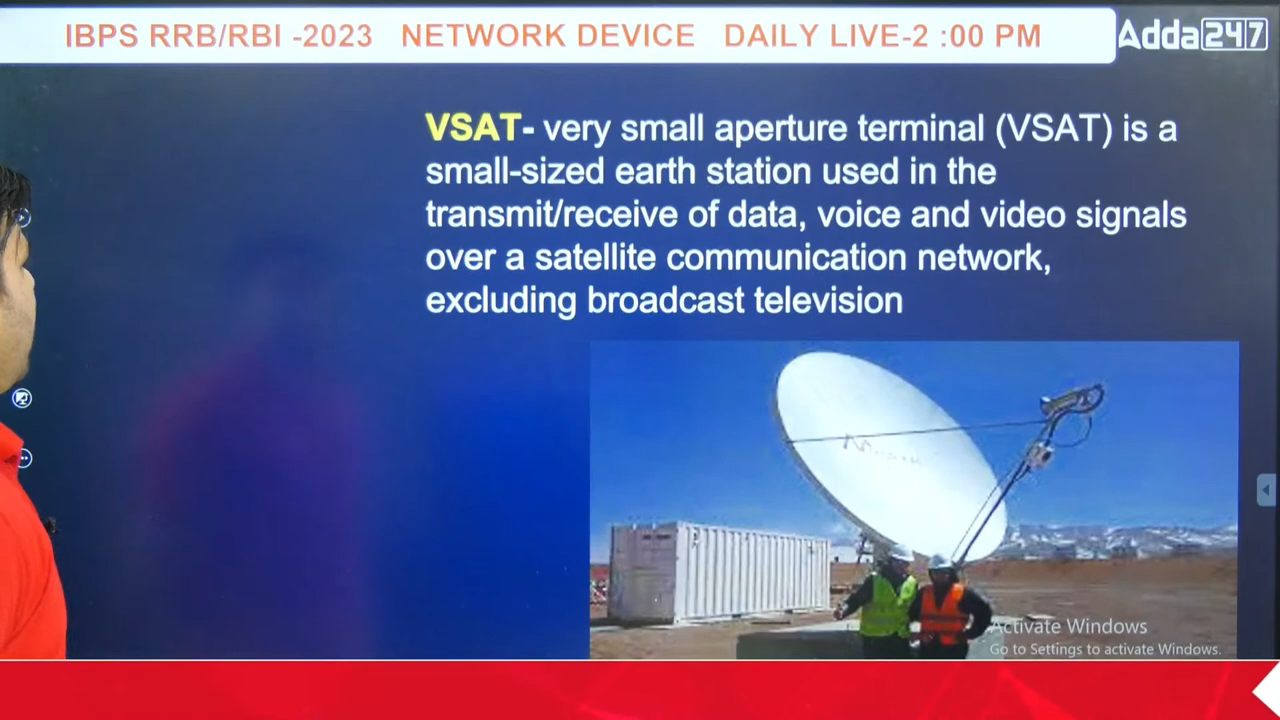 IBPS RRB/RBI -2023 NETWORK DEVICE DAILY LIVE-2 :00 PM
Adda247
VSAT- very small aperture terminal (VSAT) is a
small-sized earth station used in the
transmit/receive of data, voice and video signals
over a satellite communication network,
excluding broadcast television
Activate Windows
Go to Settings to activate Windows.